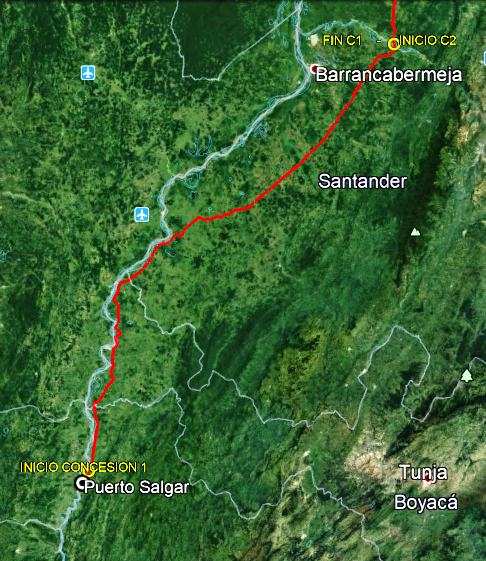 FIN C1 - INICIO C2
Barrancabermeja
Santander
INICIO CONCESION 1
Puerto Salgar
Tunja
Boyacá